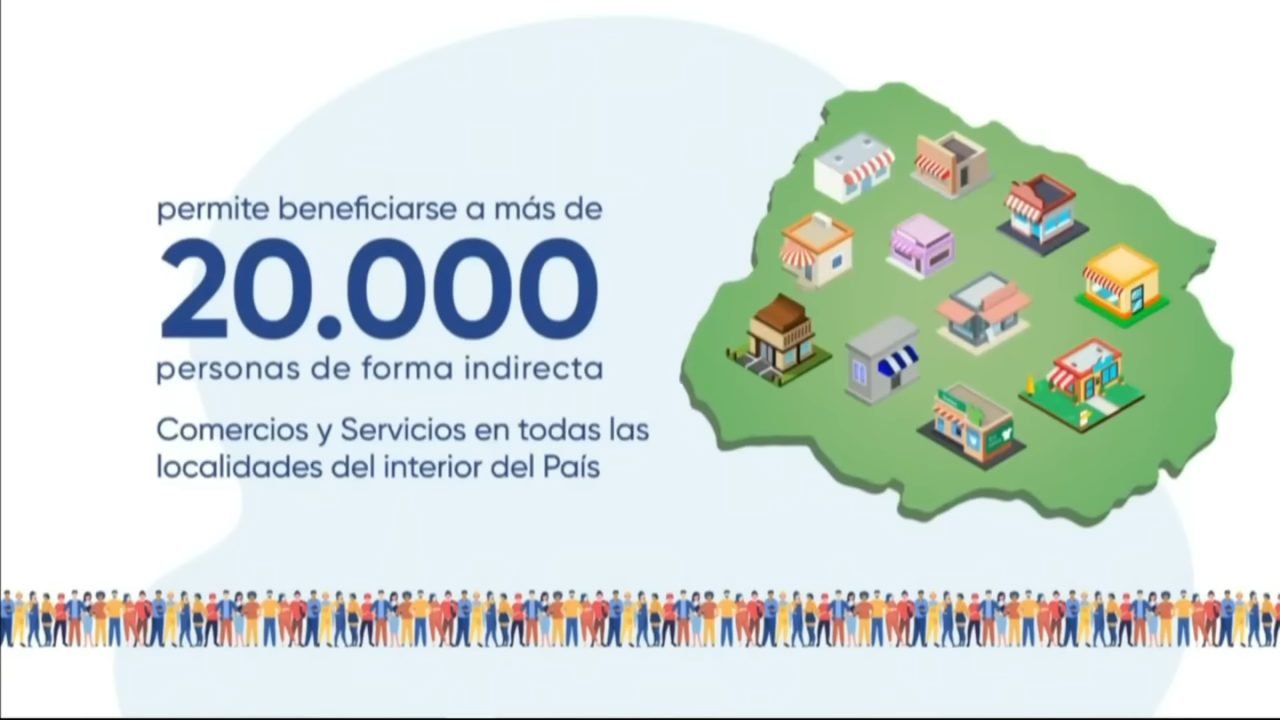 permite beneficiarse a más de
20.000
personas de forma indirecta
Comercios y Servicios en todas las
localidades del interior del País